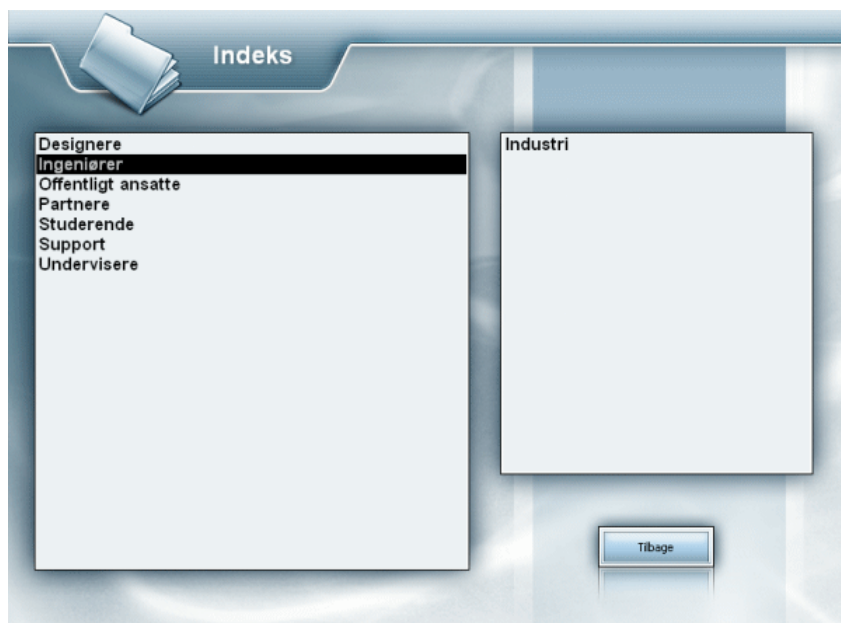 Indeks
Designere
Ingeniører
Offentligt ansatte
Partnere
Studerende
Support
Undervisere
Industri
Tilbage